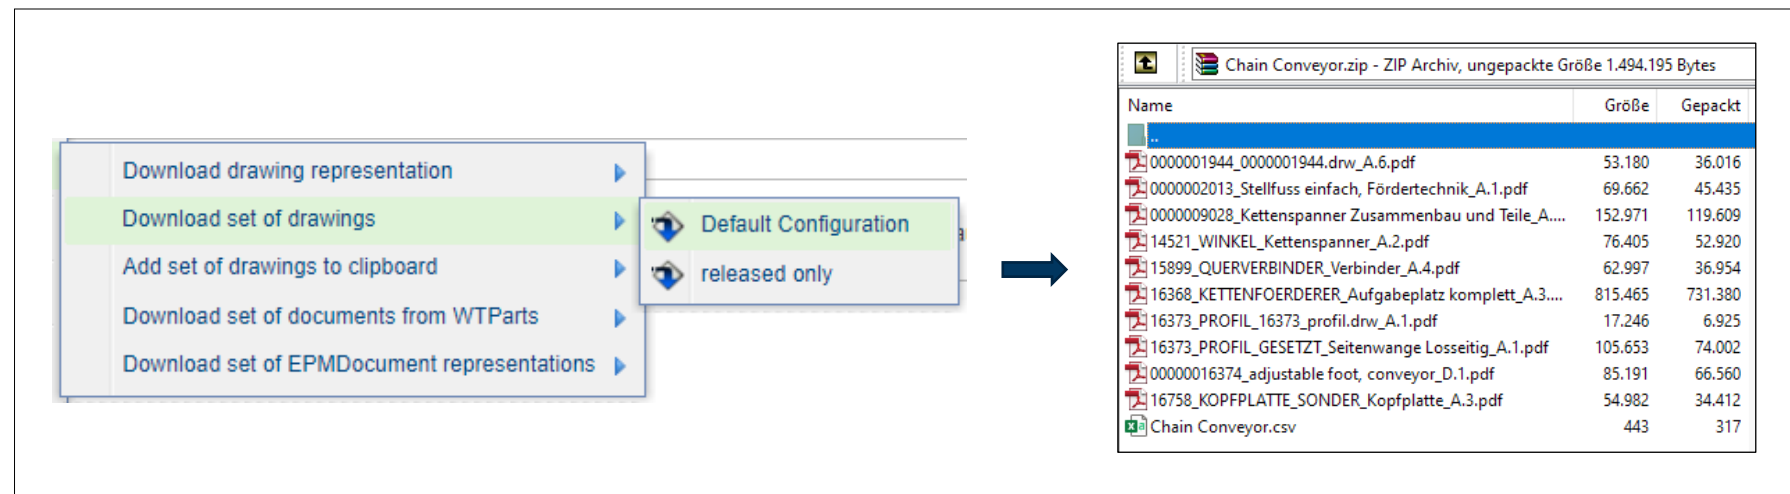 Download drawing representation
Download set of drawings
Add set of drawings to clipboard
Download set of documents from WTParts
Download set of EPMDocument representations
Default Configuration
released only
Chain Conveyor.zip - ZIP Archiv, ungepackte Größe 1.494.195 Bytes
Name Größe Gepackt
..
0000001944_0000001944.drw_A.6.pdf 53.180 36.016
0000002013_Stellfuss einfach, Fördertechnik_A.1.pdf 69.662 45.435
0000009028_Kettenspanner Zusammenbau und Teile_A.... 152.971 119.609
14521_WINKEL_Kettenspanner_A.2.pdf 76.405 52.920
15899_QUERVERBINDER_Verbinder_A.4.pdf 62.997 36.954
16368_KETTENFOERDERER_Aufgabeplatz komplett_A.3.... 815.465 731.380
16373_PROFIL_16373_profil.drw_A.1.pdf 17.246 6.925
16373_PROFIL_GESETZT_Seitenwange Losseitig_A.1.pdf 105.653 74.002
00000016374_adjustable foot, conveyor_D.1.pdf 85.191 66.560
16758_KOPFPLATTE_SONDER_Kopfplatte_A.3.pdf 54.982 34.412
Chain Conveyor.csv 443 317